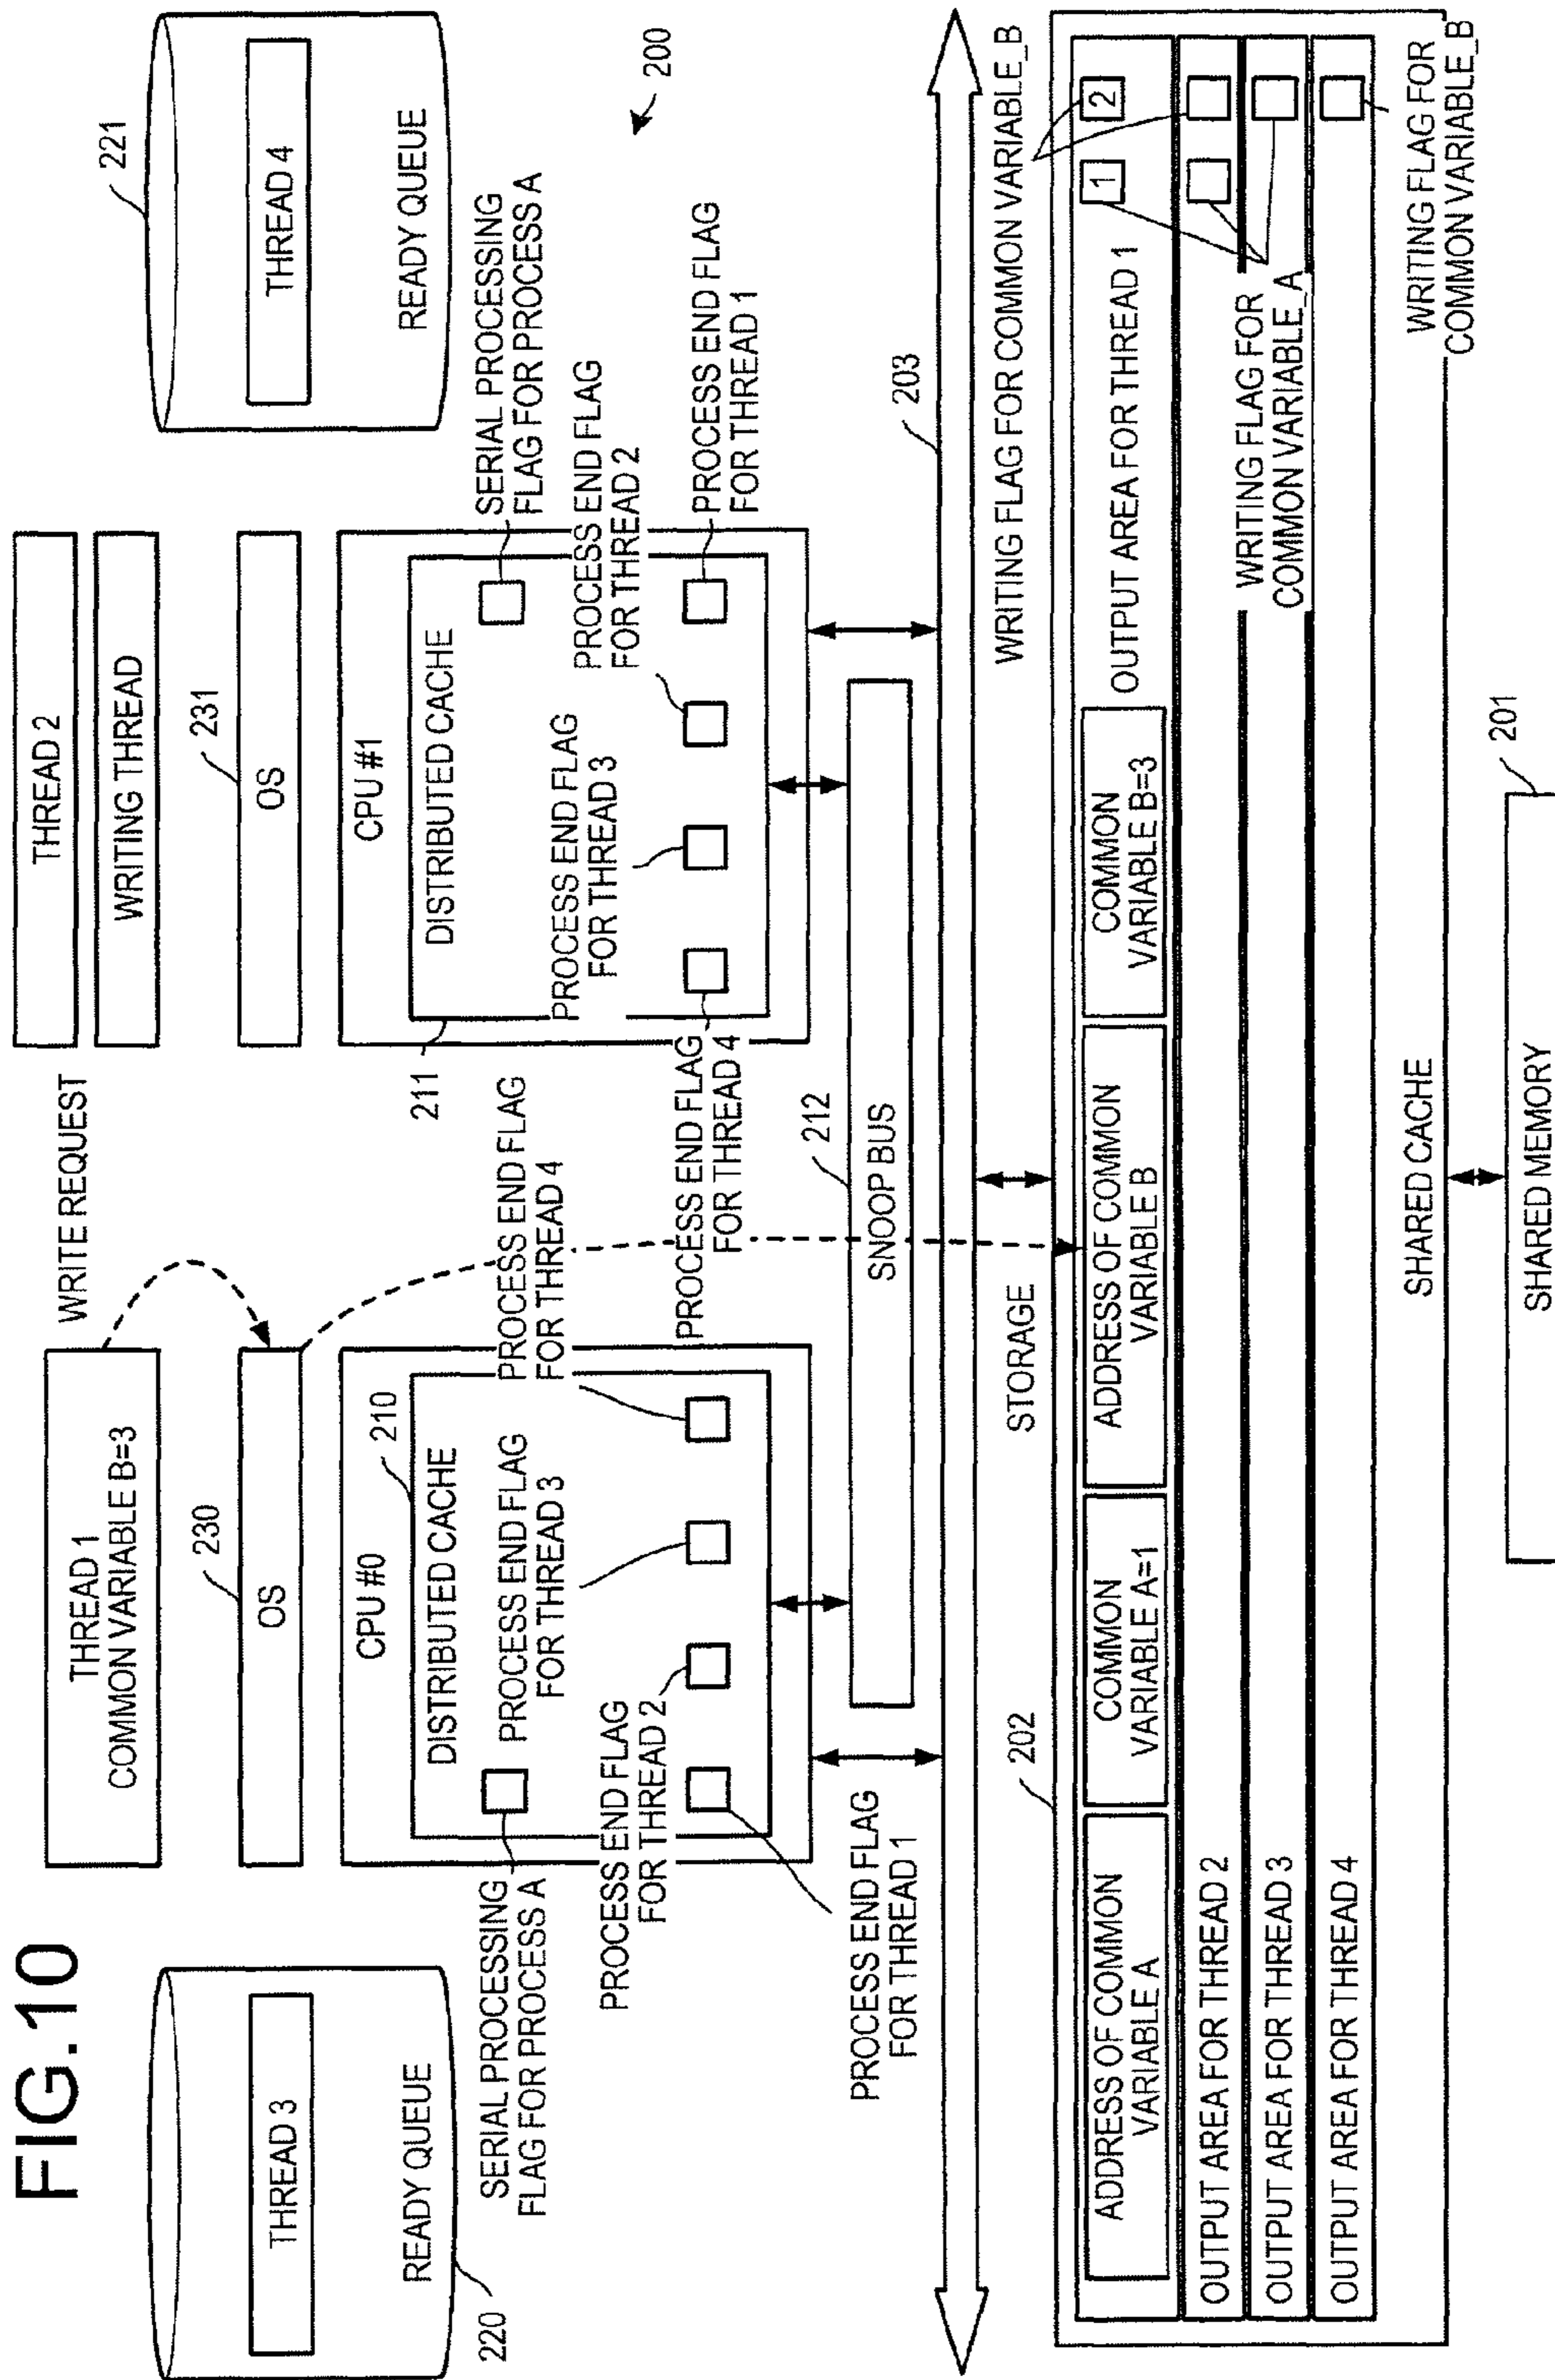 FIG.10
THREAD 3
READY QUEUE
220
THREAD 1
COMMON VARIABLE B=3
WRITE REQUEST
230
OS
CPU #0
DISTRIBUTED CACHE
210
SERIAL PROCESSING
FLAG FOR PROCESS A
PROCESS END FLAG
FOR THREAD 3
PROCESS END FLAG
FOR THREAD 4
PROCESS END FLAG
FOR THREAD 2
PROCESS END FLAG
FOR THREAD 1
THREAD 2
WRITING THREAD
231
OS
CPU #1
DISTRIBUTED CACHE
211
SERIAL PROCESSING
FLAG FOR PROCESS A
PROCESS END FLAG
FOR THREAD 3
PROCESS END FLAG
FOR THREAD 2
PROCESS END FLAG
FOR THREAD 1
PROCESS END FLAG
FOR THREAD 4
221
THREAD 4
READY QUEUE
200
212
SNOOP BUS
203
STORAGE
202
WRITING FLAG FOR COMMON VARIABLE_B
ADDRESS OF COMMON
VARIABLE A
COMMON
VARIABLE A=1
ADDRESS OF COMMON
VARIABLE B
COMMON
VARIABLE B=3
OUTPUT AREA FOR THREAD 1
1
2
OUTPUT AREA FOR THREAD 2
OUTPUT AREA FOR THREAD 3
OUTPUT AREA FOR THREAD 4
WRITING FLAG FOR
COMMON VARIABLE_A
WRITING FLAG FOR
COMMON VARIABLE_B
SHARED CACHE
201
SHARED MEMORY